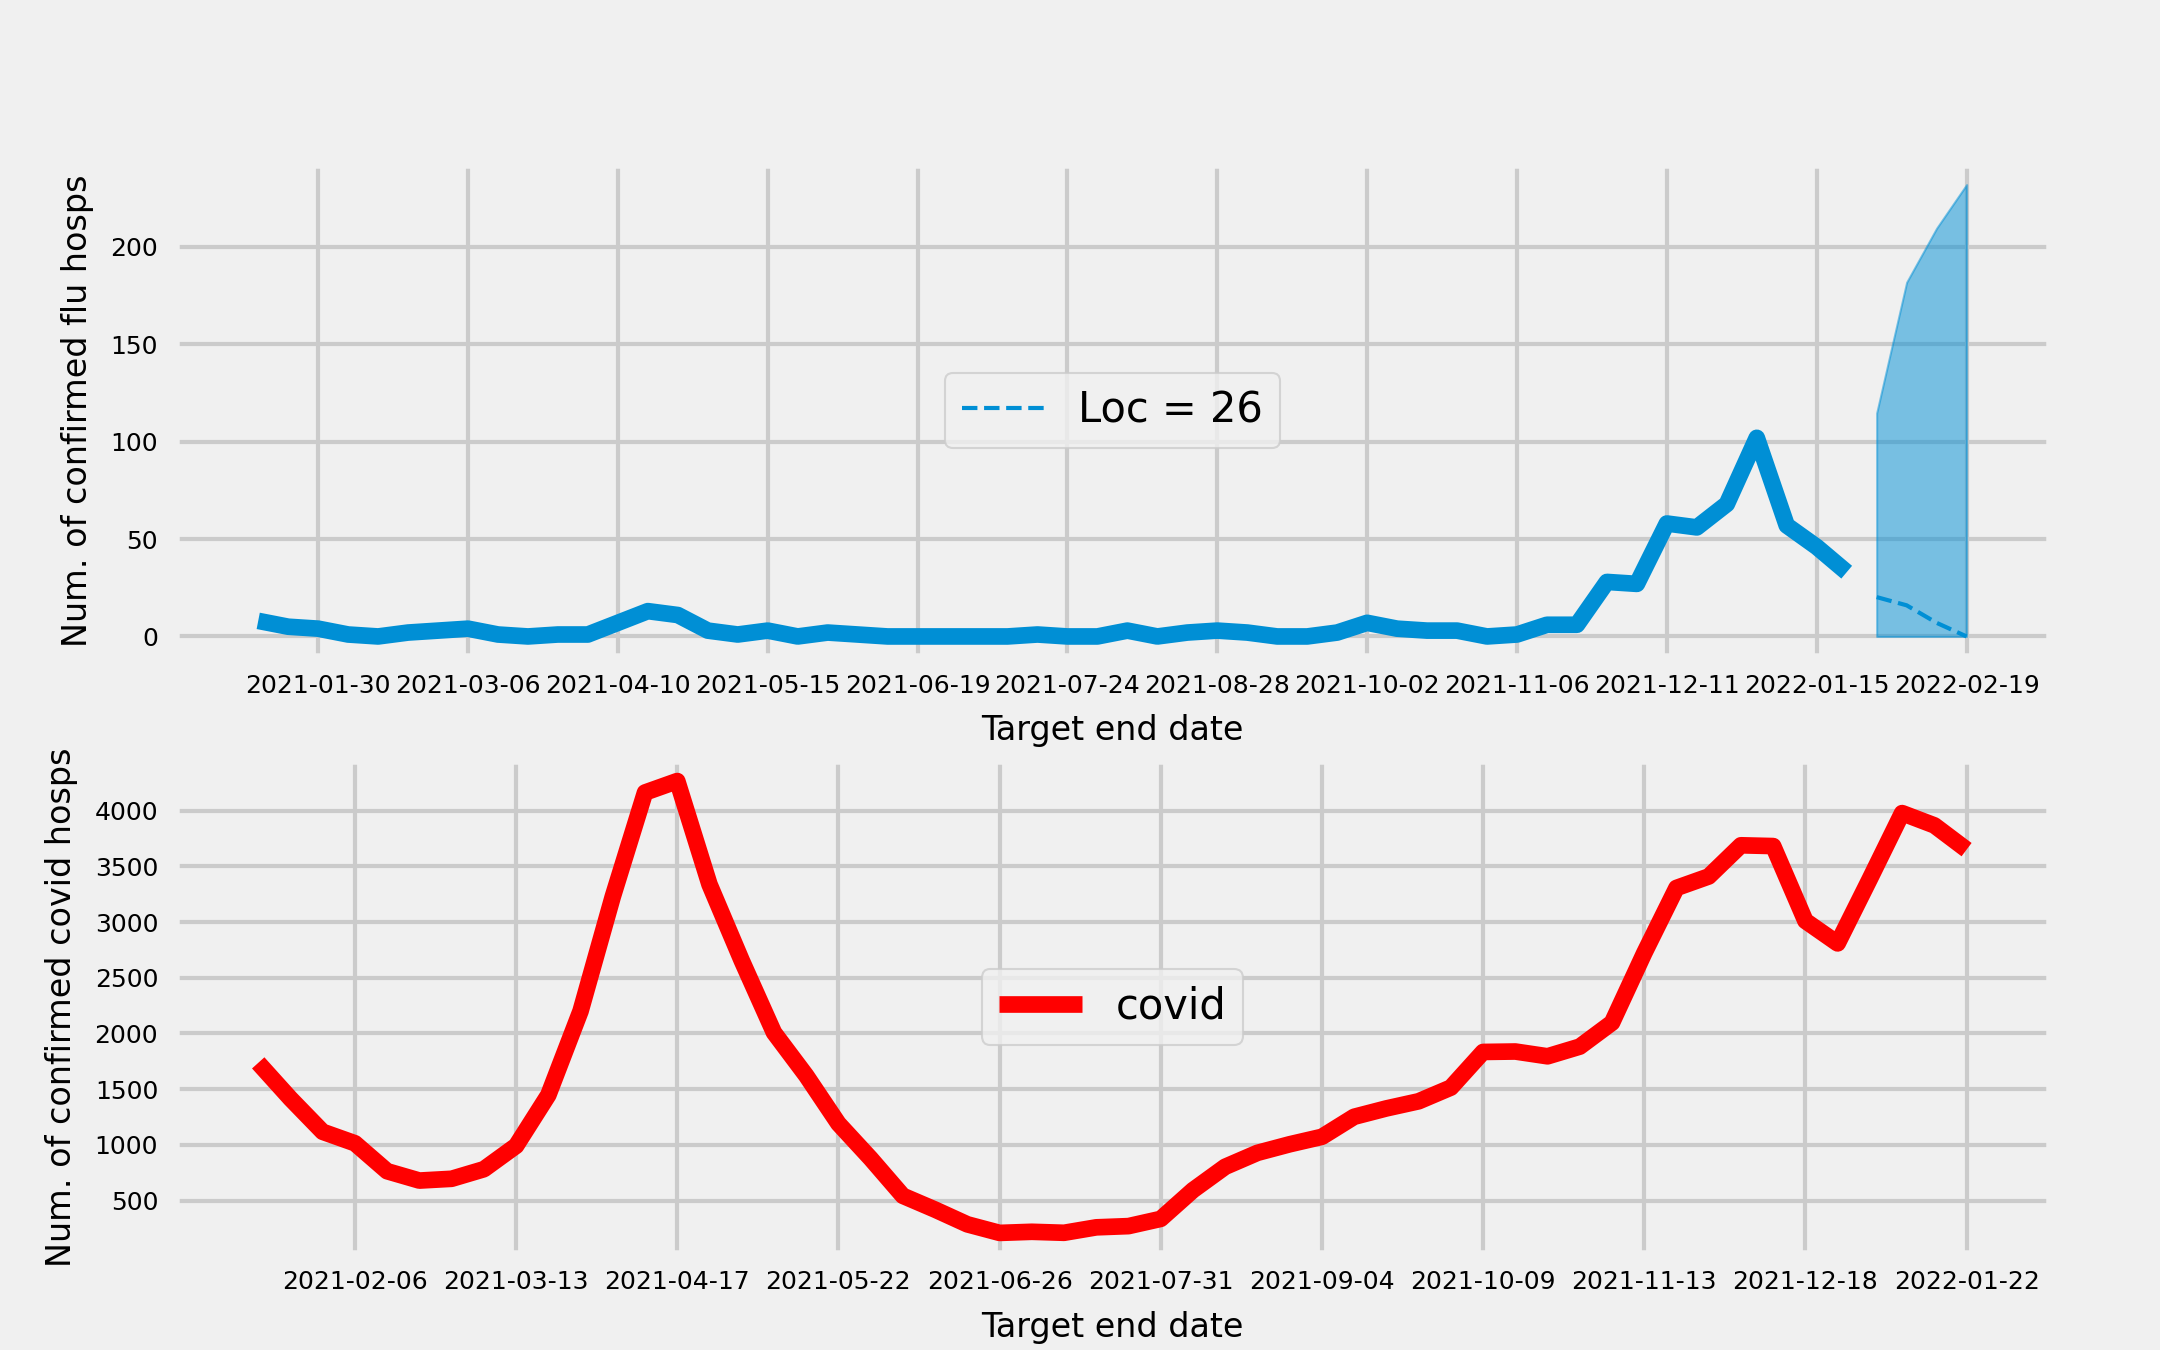 Num. of confirmed flu hosps
200
150
100
50
0
Loc = 26
2021-01-30 2021-03-06 2021-04-10 2021-05-15 2021-06-19 2021-07-24 2021-08-28 2021-10-02 2021-11-06 2021-12-11 2022-01-15 2022-02-19
Target end date
Num. of confirmed covid hosps
4000
3500
3000
2500
2000
1500
1000
500
covid
2021-02-06 2021-03-13 2021-04-17 2021-05-22 2021-06-26 2021-07-31 2021-09-04 2021-10-09 2021-11-13 2021-12-18 2022-01-22
Target end date